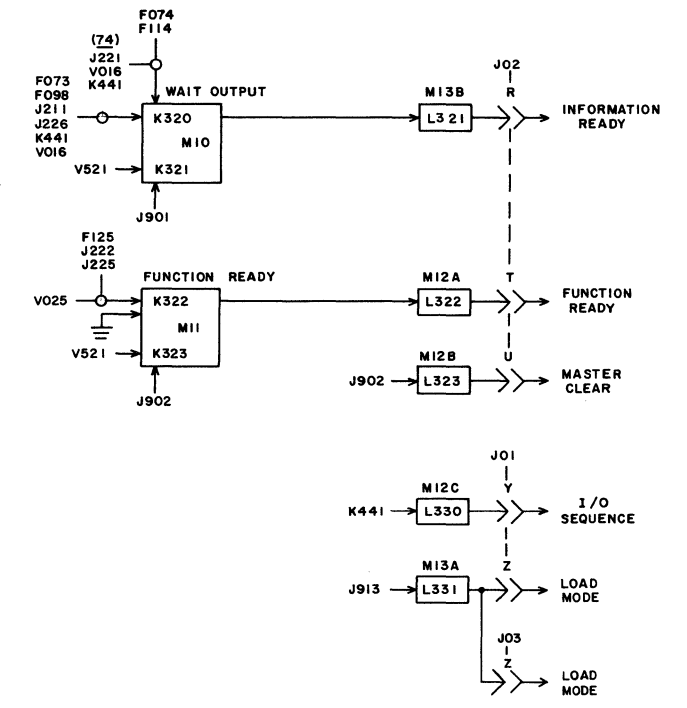 F074
F114
(74)
J221
V016
K441
WAIT OUTPUT
F073
F098
J211
J226
K441
V016
K320
M10
V521
K321
J901
M13B
L321
J02
R
INFORMATION
READY
F125
J222
J225
FUNCTION READY
V025
K322
M11
V521
K323
J902
M12A
L322
T
FUNCTION
READY
M12B
J902
L323
U
MASTER
CLEAR
J01
M12C
Y
K441
L330
I/O
SEQUENCE
M13A
Z
J913
L331
LOAD
MODE
J03
Z
LOAD
MODE